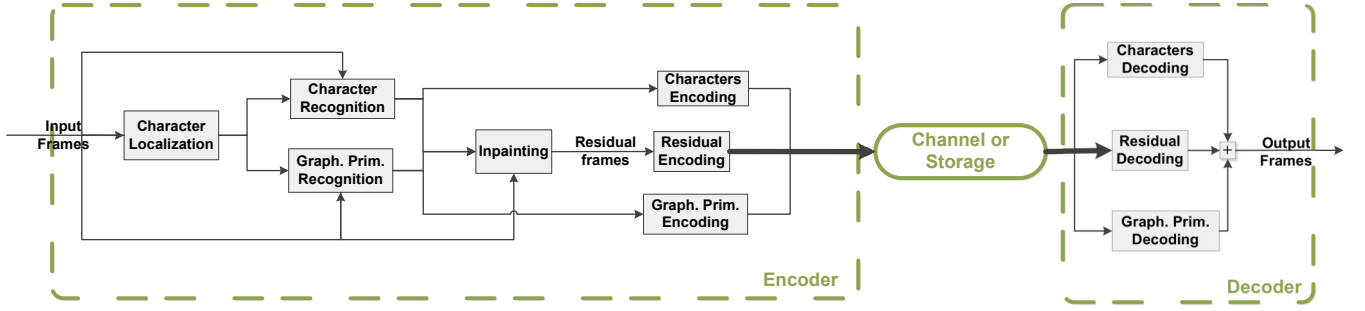 Input
Frames
Character
Localization
Character
Recognition
Graph. Prim.
Recognition
Inpainting
Residual
frames
Characters
Encoding
Residual
Encoding
Graph. Prim.
Encoding
Encoder
Channel or
Storage
Characters
Decoding
Residual
Decoding
Graph. Prim.
Decoding
+
Output
Frames
Decoder